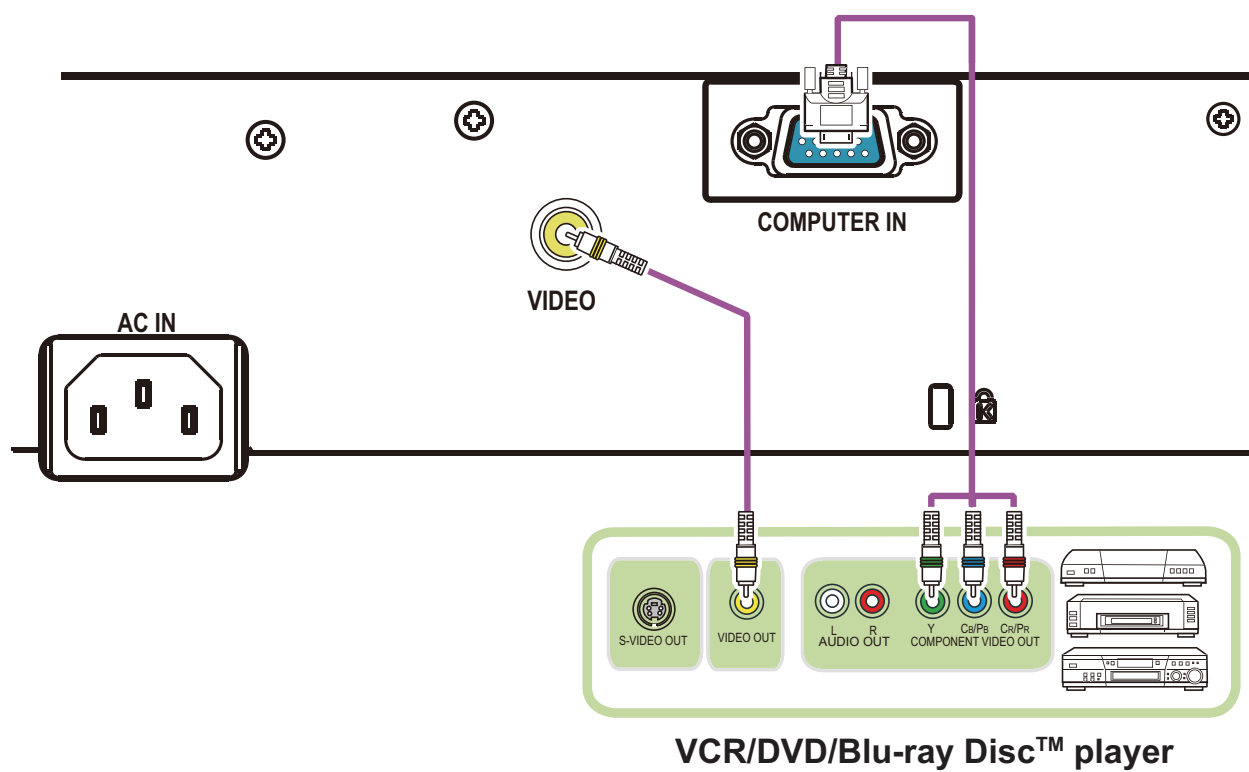 COMPUTER IN
VIDEO
AC IN
K
S-VIDEO OUT
VIDEO OUT
L R
AUDIO OUT
Y CB/PB CR/PR
COMPONENT VIDEO OUT
VCR/DVD/Blu-ray Disc™ player